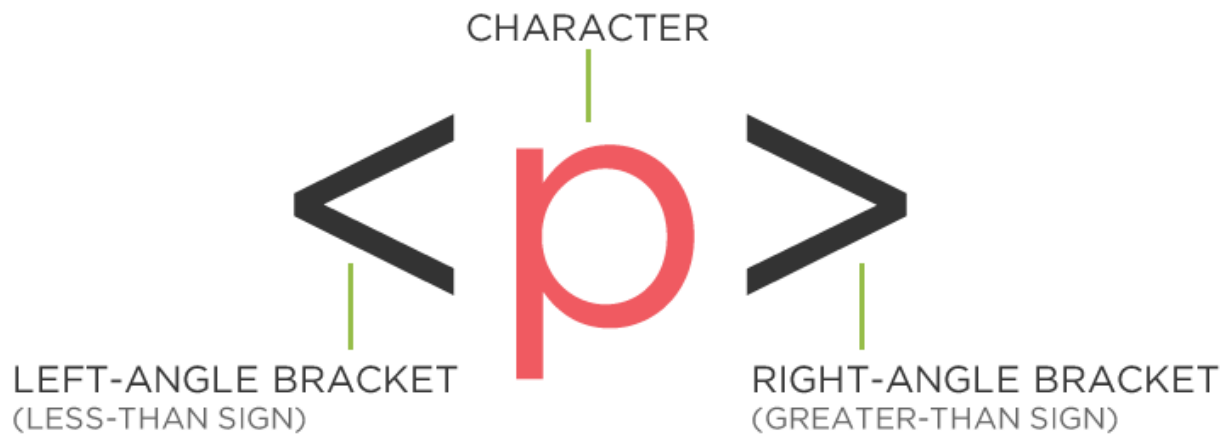 CHARACTER
<p>
LEFT-ANGLE BRACKET
(LESS-THAN SIGN)
RIGHT-ANGLE BRACKET
(GREATER-THAN SIGN)